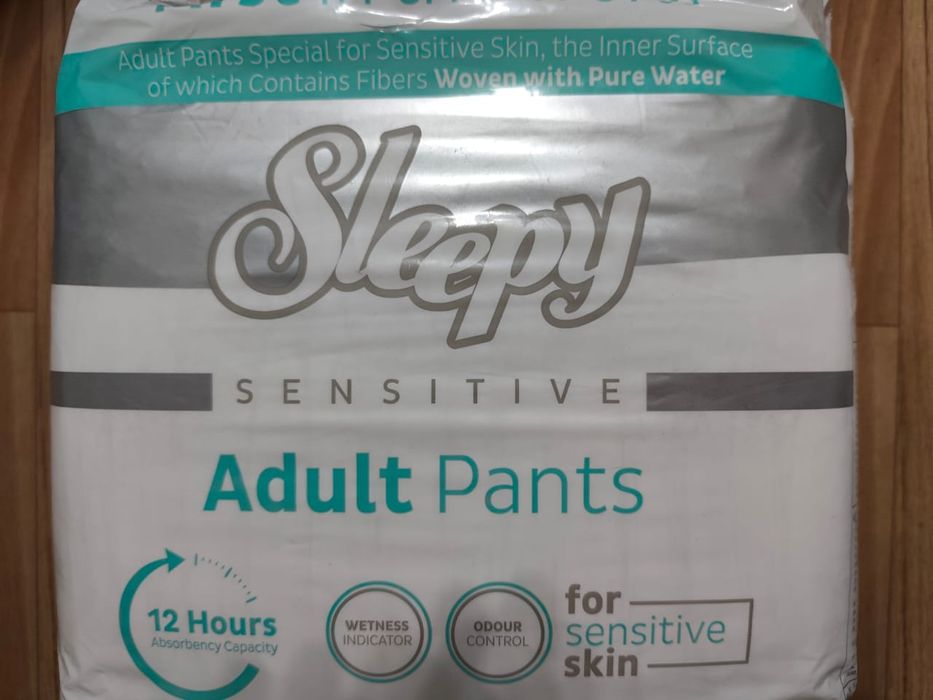 Adult Pants Special for Sensitive Skin, the Inner Surface
of which Contains Fibers Woven with Pure Water
Sleepy
SENSITIVE
Adult Pants
12 Hours
Absorbency Capacity
WETNESS
INDICATOR
ODOUR
CONTROL
for
sensitive
skin